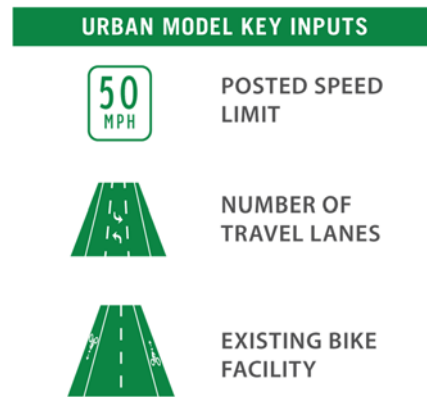 URBAN MODEL KEY INPUTS
50
MPH
POSTED SPEED
LIMIT
NUMBER OF
TRAVEL LANES
EXISTING BIKE
FACILITY